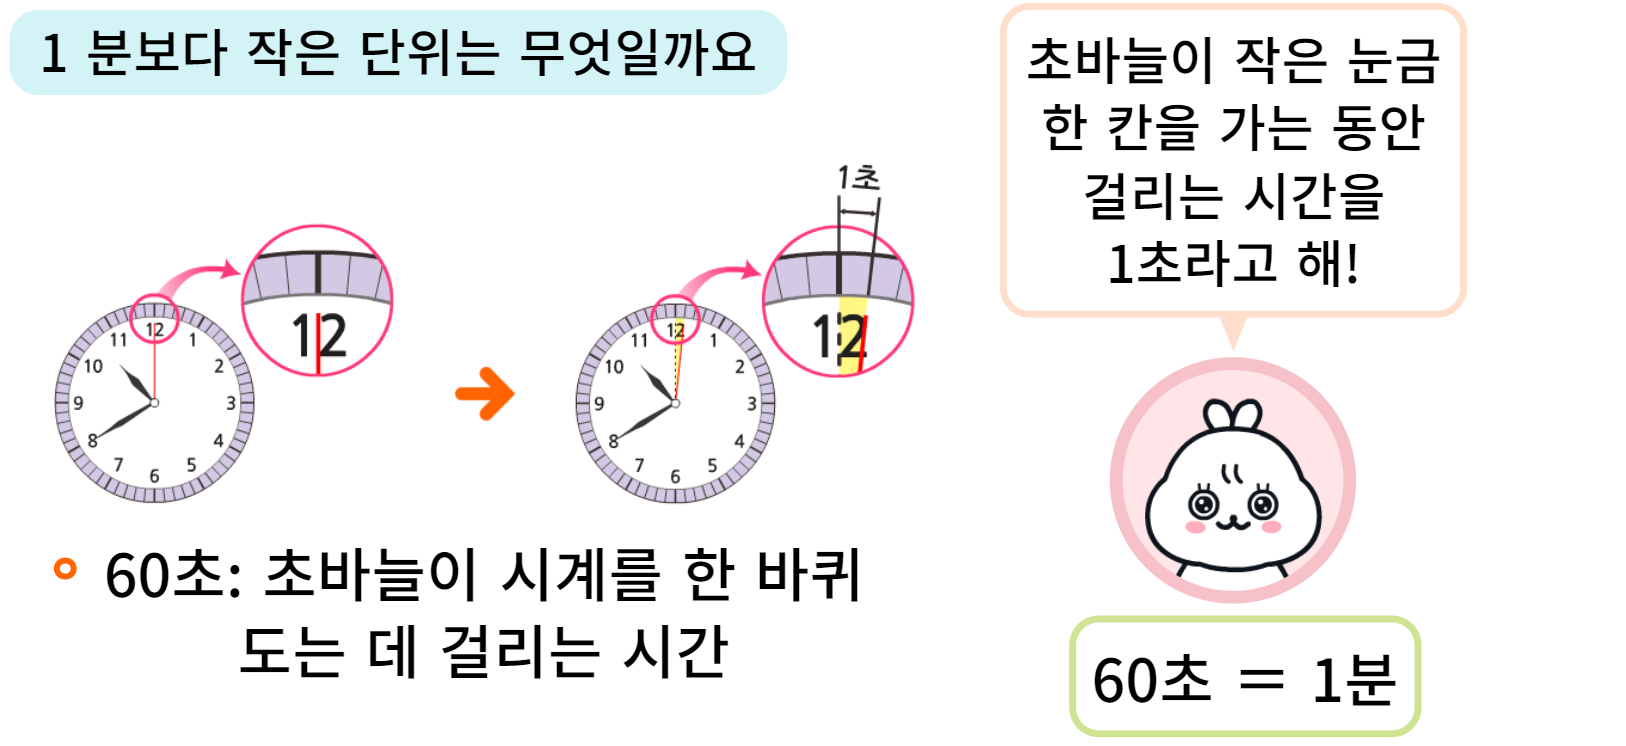 1 분보다 작은 단위는 무엇일까요
초바늘이 작은 눈금
한 칸을 가는 동안
걸리는 시간을
1초라고 해!
1초
12
12
12
11
1
10
2
9
3
8
4
7
5
6
12
11
1
10
2
9
3
8
4
7
5
6
60초: 초바늘이 시계를 한 바퀴
도는 데 걸리는 시간
60초 = 1분